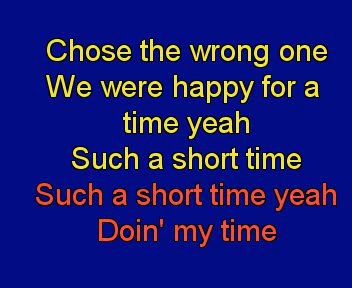 Chose the wrong one
We were happy for a
time yeah
Such a short time
Such a short time yeah
Doin' my time